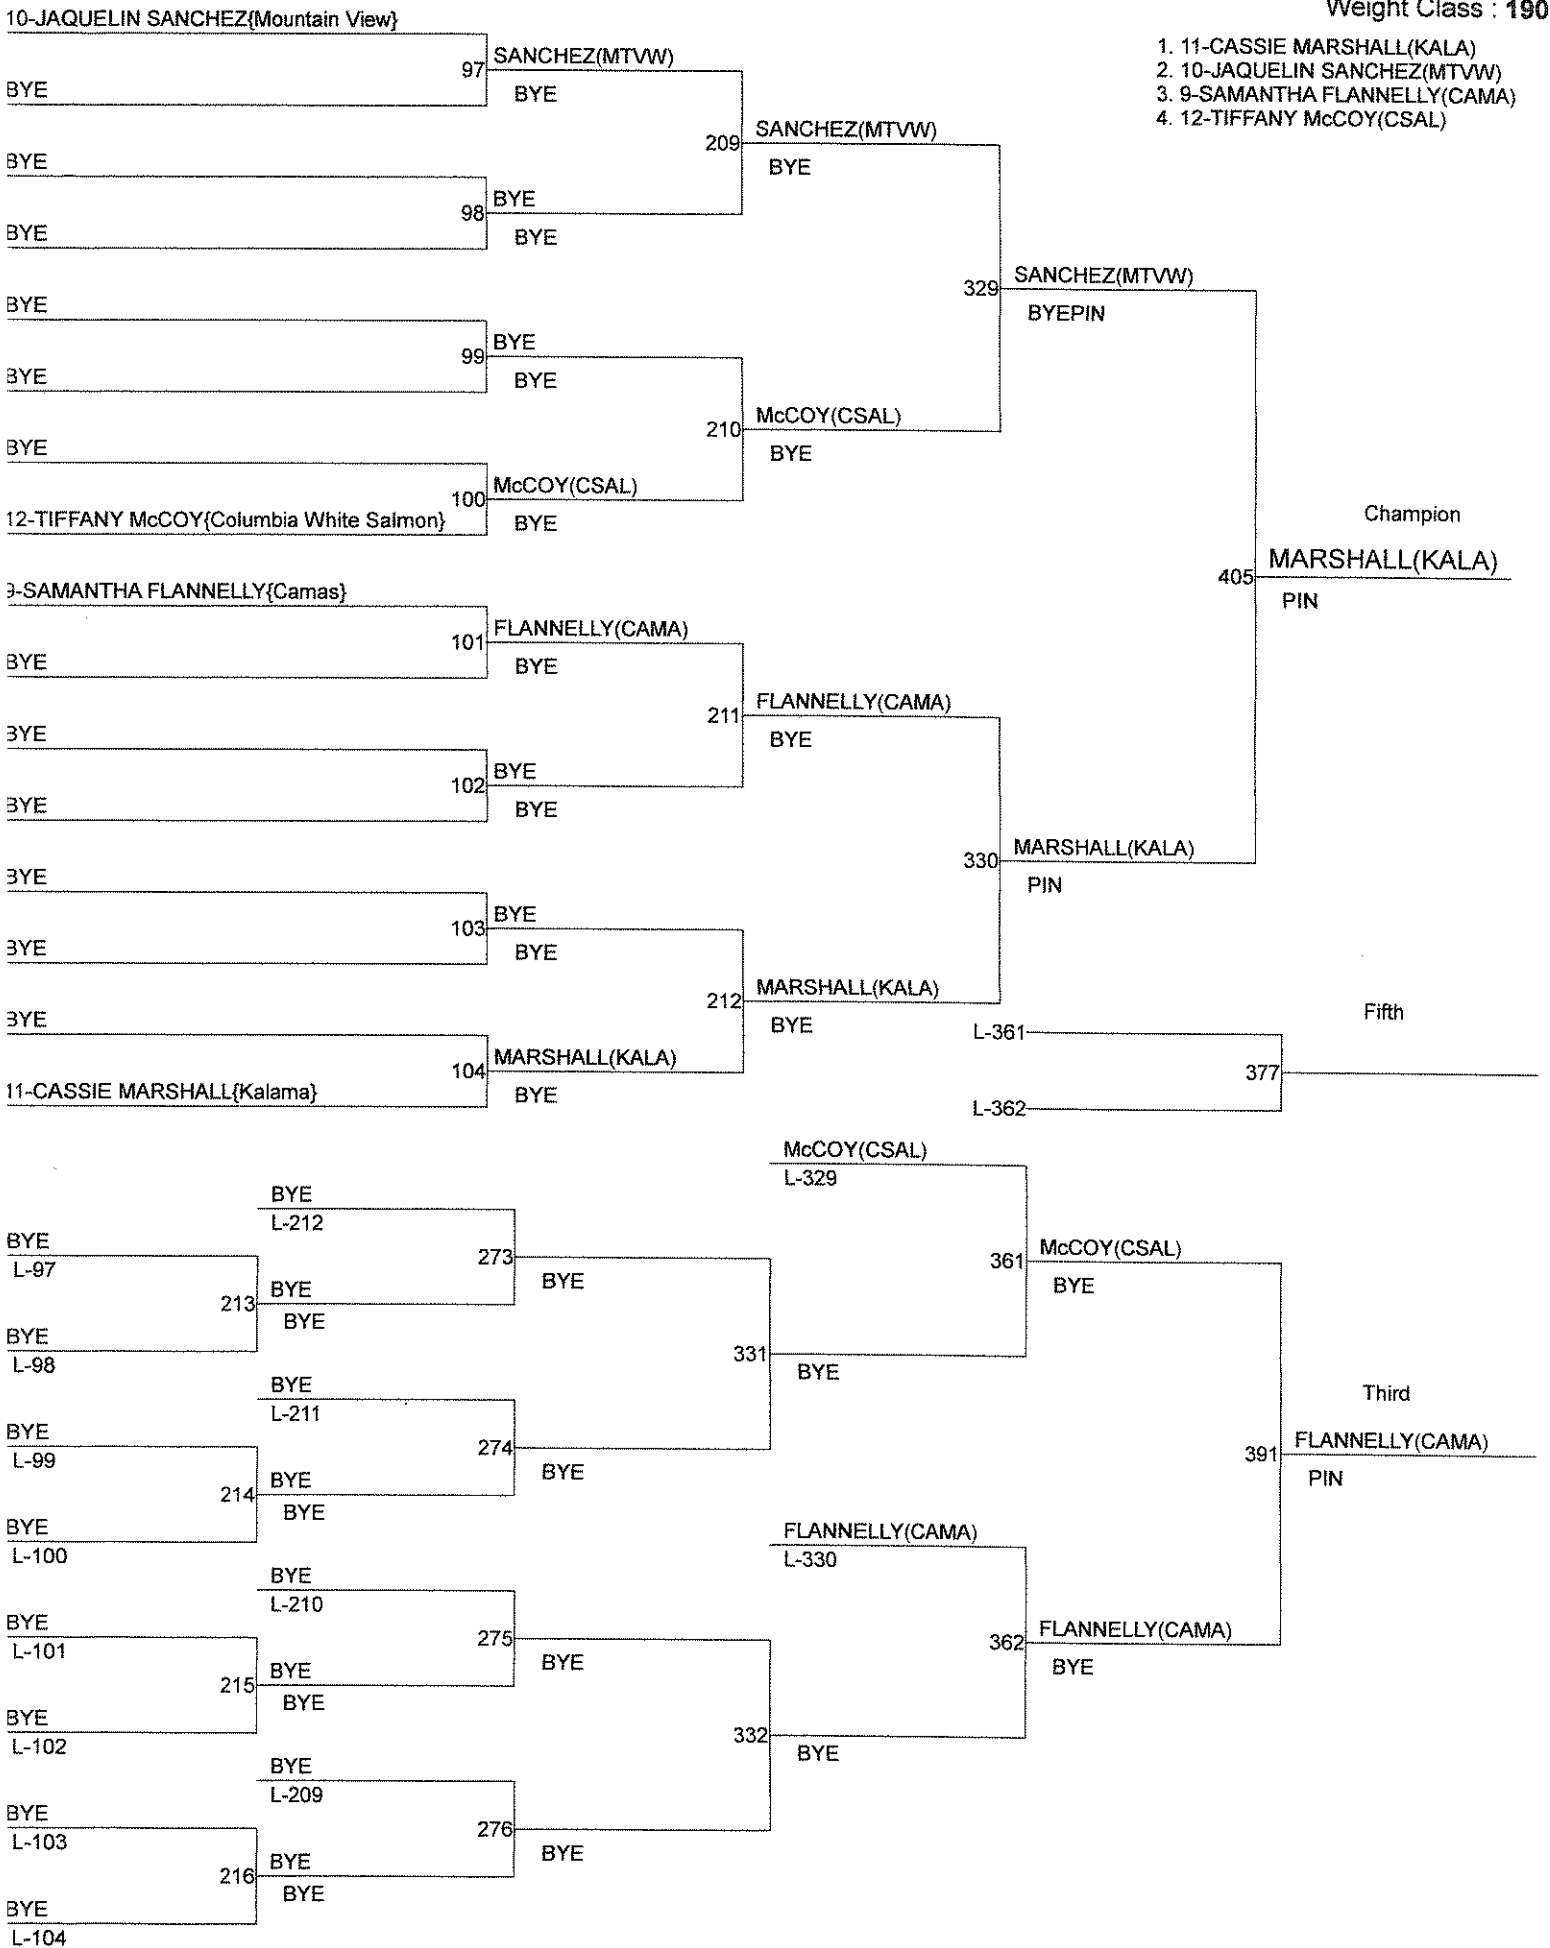 Weight Class : 190
1. 11-CASSIE MARSHALL(KALA)
2. 10-JAQUELIN SANCHEZ(MTVW)
3. 9-SAMANTHA FLANNELLY(CAMA)
4. 12-TIFFANY McCOY(CSAL)
10-JAQUELIN SANCHEZ{Mountain View}
97 SANCHEZ(MTVW)
BYE
BYE
209 SANCHEZ(MTVW)
BYE
BYE
98 BYE
BYE
BYE
329 SANCHEZ(MTVW)
BYEPIN
BYE
99 BYE
BYE
BYE
210 McCOY(CSAL)
BYE
BYE
100 McCOY(CSAL)
BYE
12-TIFFANY McCOY{Columbia White Salmon}
Champion
405 MARSHALL(KALA)
PIN
9-SAMANTHA FLANNELLY{Camas}
101 FLANNELLY(CAMA)
BYE
BYE
211 FLANNELLY(CAMA)
BYE
BYE
102 BYE
BYE
BYE
330 MARSHALL(KALA)
PIN
BYE
103 BYE
BYE
BYE
212 MARSHALL(KALA)
BYE
BYE
104 MARSHALL(KALA)
BYE
11-CASSIE MARSHALL{Kalama}
Fifth
L-361
377
L-362
McCOY(CSAL)
L-329
BYE
L-212
BYE
L-97
273
BYE
361 McCOY(CSAL)
BYE
213 BYE
BYE
BYE
L-98
331
BYE
BYE
L-211
Third
BYE
L-99
274
BYE
391 FLANNELLY(CAMA)
PIN
214 BYE
BYE
BYE
L-100
FLANNELLY(CAMA)
L-330
BYE
L-210
BYE
L-101
275
BYE
362 FLANNELLY(CAMA)
BYE
215 BYE
BYE
BYE
L-102
332
BYE
BYE
L-209
BYE
L-103
276
BYE
216 BYE
BYE
BYE
L-104